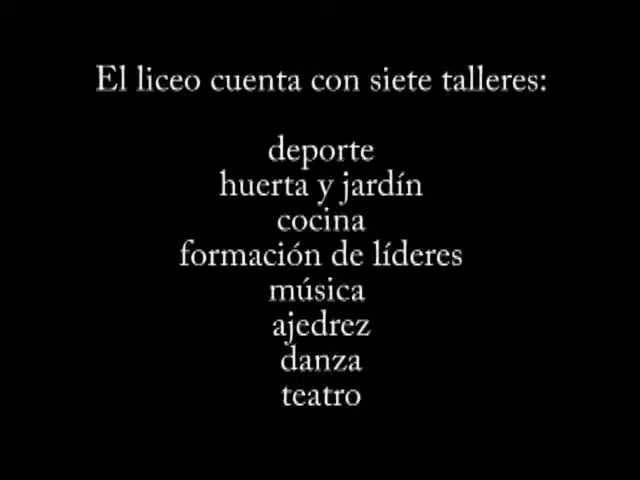 El liceo cuenta con siete talleres:
deporte
huerta y jardín
cocina
formación de líderes
música
ajedrez
danza
teatro